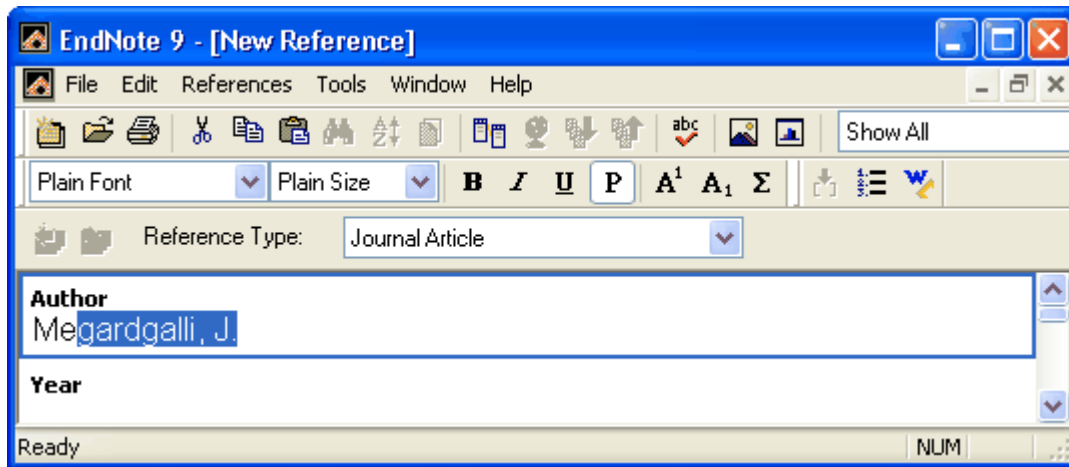 EndNote 9 - [New Reference]
File Edit References Tools Window Help
abc Show All
Plain Font Plain Size B I U P A¹ A₁ Σ
Reference Type: Journal Article
Author
Megardgalli, J.
Year
Ready NUM